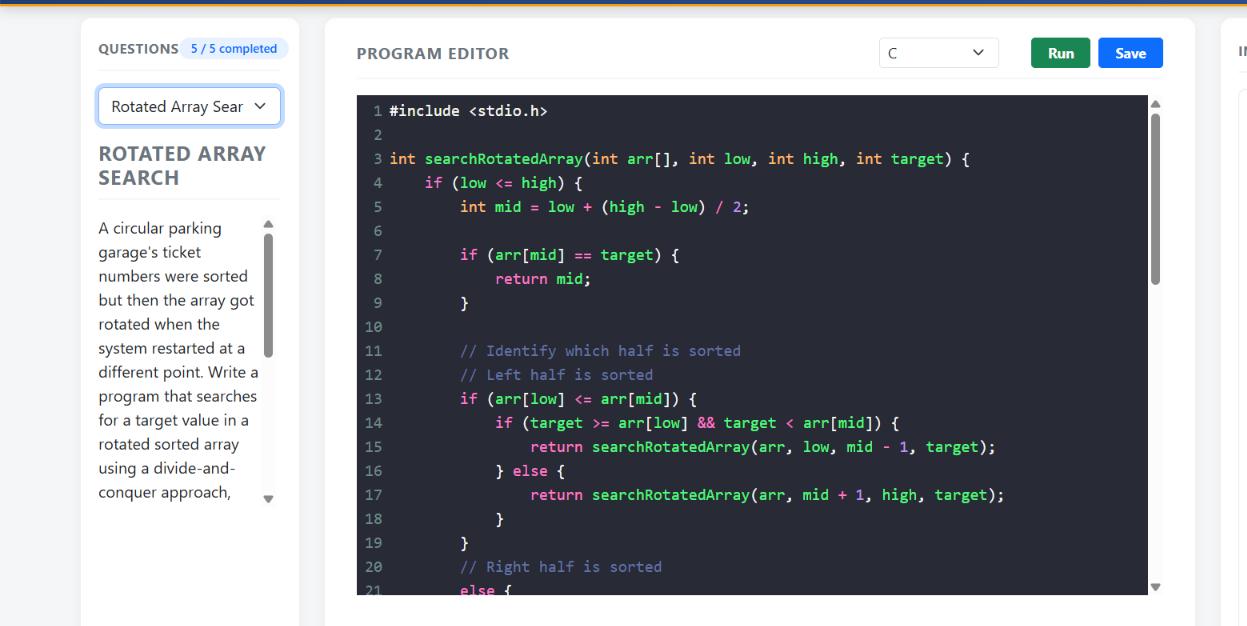 QUESTIONS 5 / 5 completed
Rotated Array Sear
ROTATED ARRAY
SEARCH
A circular parking
garage's ticket
numbers were sorted
but then the array got
rotated when the
system restarted at a
different point. Write a
program that searches
for a target value in a
rotated sorted array
using a divide-and-
conquer approach,
PROGRAM EDITOR
C
Run
Save
1 #include <stdio.h>
2
3 int searchRotatedArray(int arr[], int low, int high, int target) {
4     if (low <= high) {
5         int mid = low + (high - low) / 2;
6
7         if (arr[mid] == target) {
8             return mid;
9         }
10
11         // Identify which half is sorted
12         // Left half is sorted
13         if (arr[low] <= arr[mid]) {
14             if (target >= arr[low] && target < arr[mid]) {
15                 return searchRotatedArray(arr, low, mid - 1, target);
16             } else {
17                 return searchRotatedArray(arr, mid + 1, high, target);
18             }
19         }
20         // Right half is sorted
21         else {